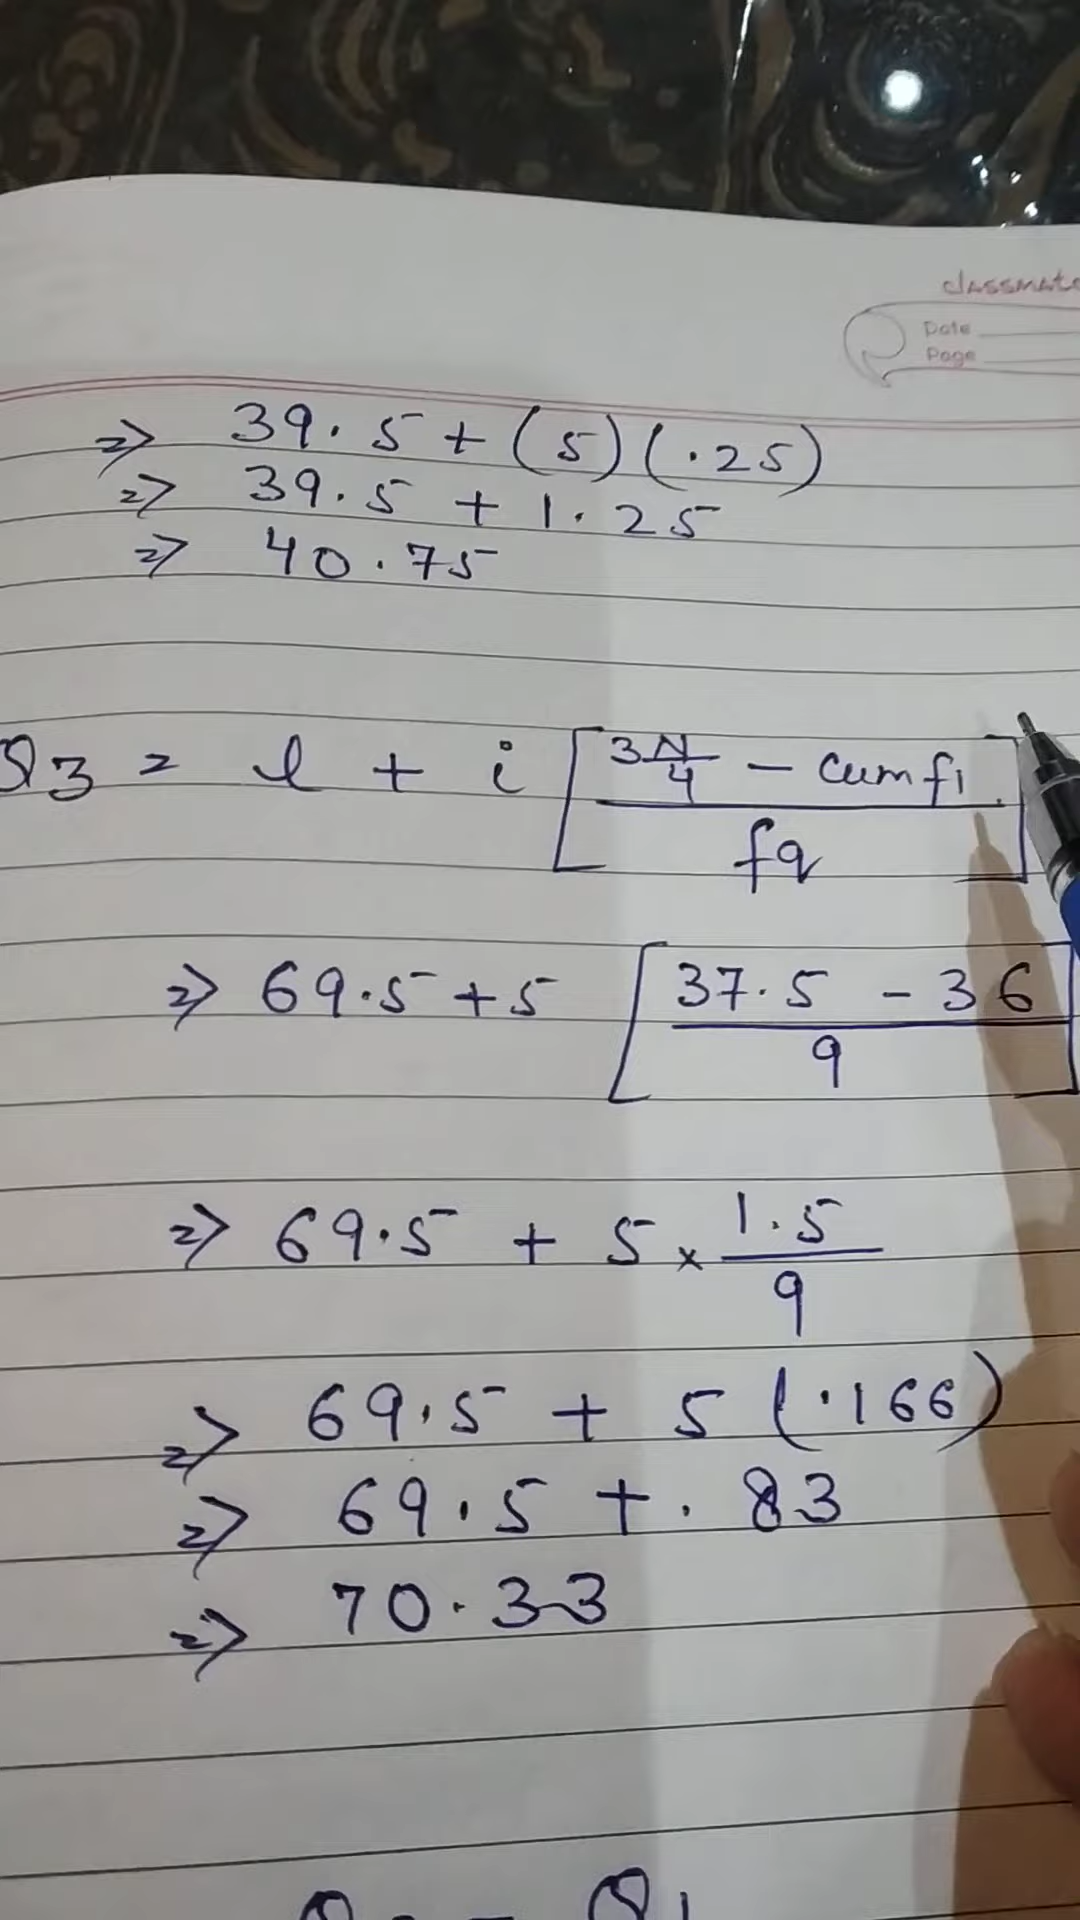 classmate
Date
Page
=> 39.5 + (5) (.25)
=> 39.5 + 1.25
=> 40.75
Q3 = l + i [ (3N/4 - cumf1) / fq ]
=> 69.5 + 5 [ (37.5 - 36) / 9 ]
=> 69.5 + 5 x 1.5/9
=> 69.5 + 5 (.166)
=> 69.5 + .83
=> 70.33